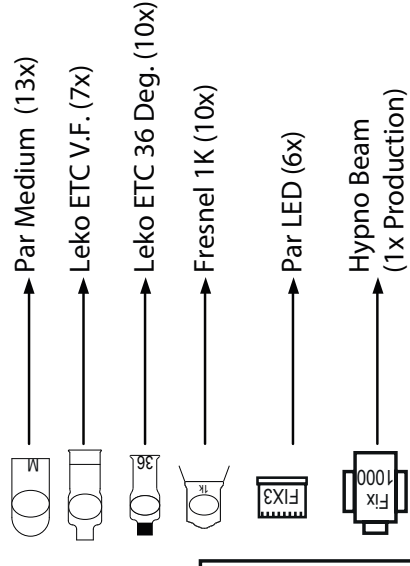 Par Medium (13x)
Leko ETC V.F. (7x)
Leko ETC 36 Deg. (10x)
Fresnel 1K (10x)
Par LED (6x)
Hypno Beam
(1x Production)
M
36
1k
FIX3
Fix
1000